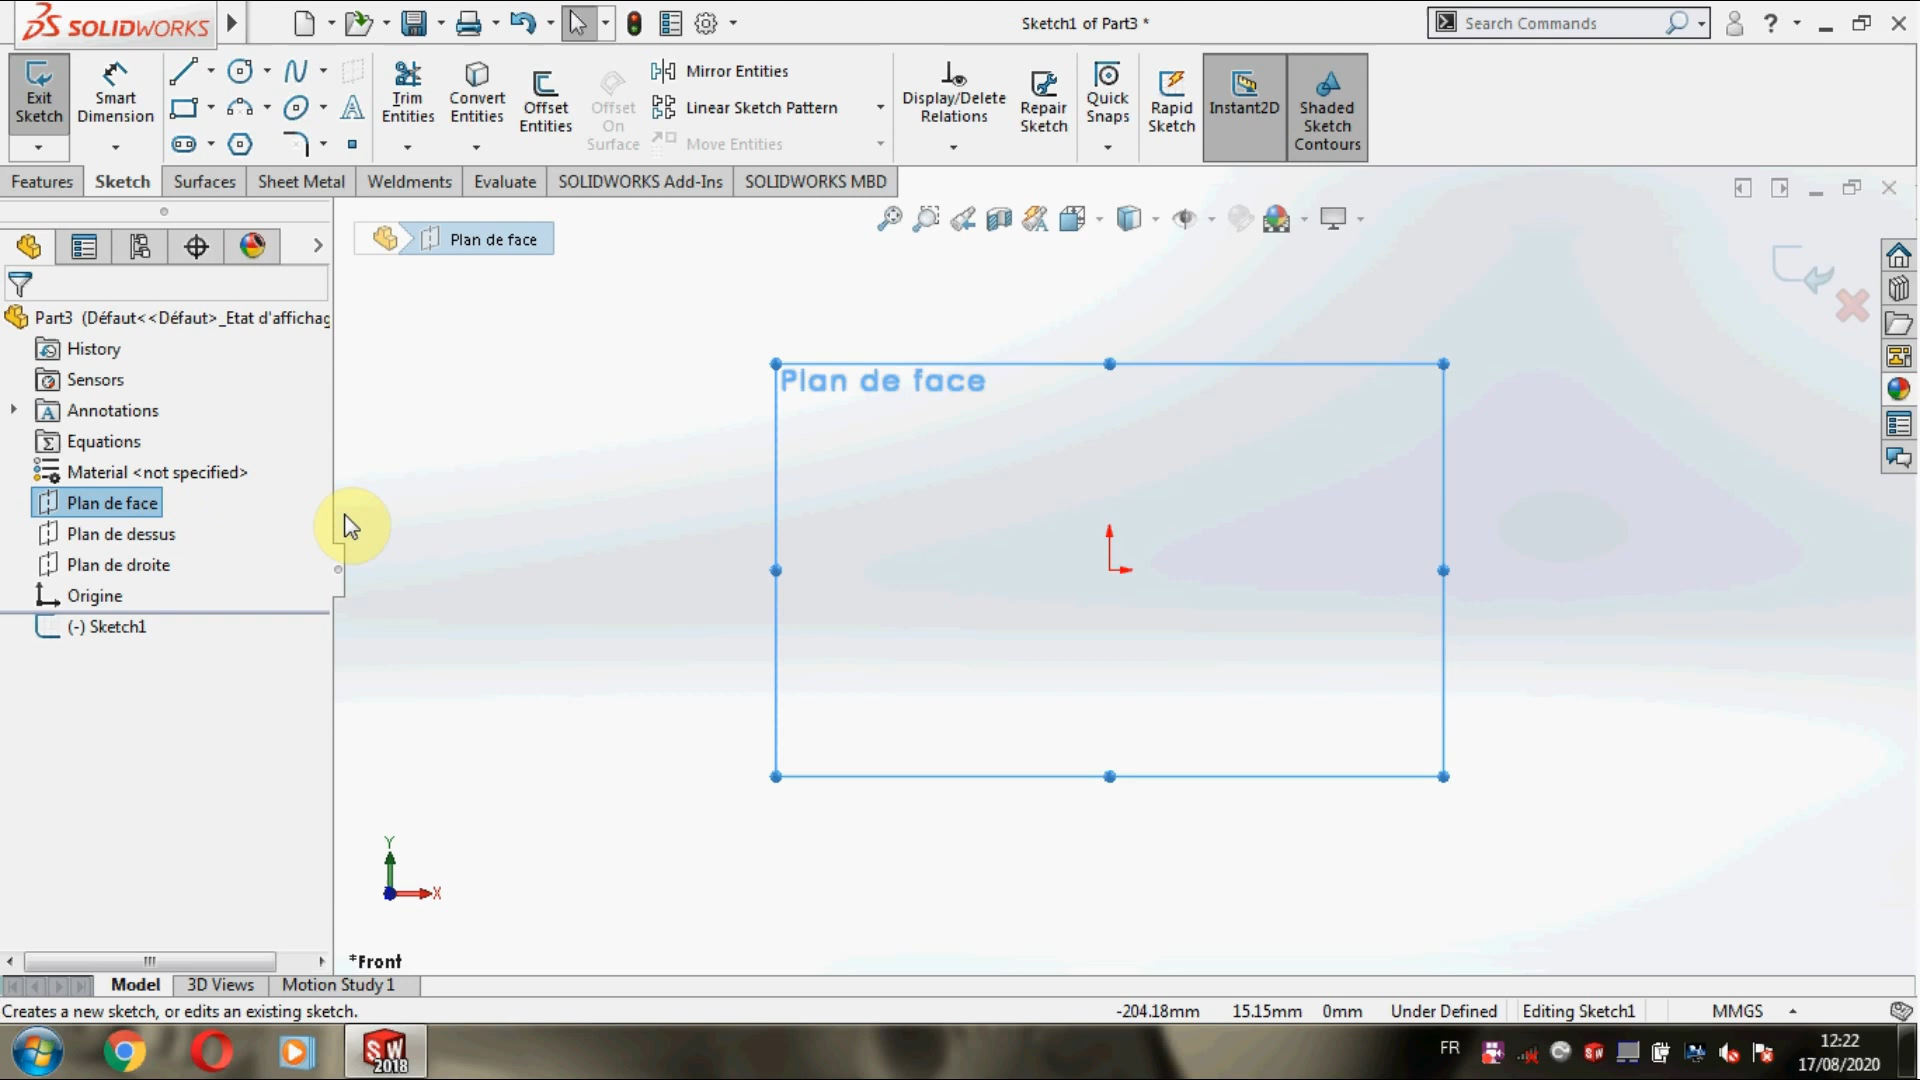 SOLIDWORKS
Sketch1 of Part3 *
Search Commands
Exit Sketch
Smart Dimension
Trim Entities
Convert Entities
Offset Entities
Offset On Surface
Mirror Entities
Linear Sketch Pattern
Move Entities
Display/Delete Relations
Repair Sketch
Quick Snaps
Rapid Sketch
Instant2D
Shaded Sketch Contours
Features
Sketch
Surfaces
Sheet Metal
Weldments
Evaluate
SOLIDWORKS Add-Ins
SOLIDWORKS MBD
Plan de face
Part3 (Défaut<<Défaut>_Etat d'affichag
History
Sensors
Annotations
Equations
Material <not specified>
Plan de face
Plan de dessus
Plan de droite
Origine
(-) Sketch1
Plan de face
Y
X
*Front
Model
3D Views
Motion Study 1
Creates a new sketch, or edits an existing sketch.
-204.18mm
15.15mm
0mm
Under Defined
Editing Sketch1
MMGS
SW
2018
FR
12:22
17/08/2020